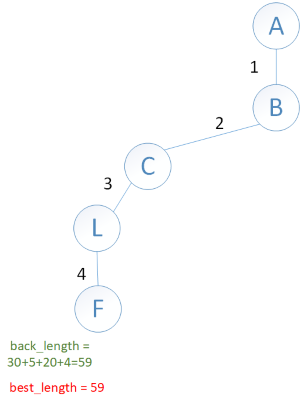 A
1
B
2
C
3
L
4
F
back_length =
30+5+20+4=59
best_length = 59